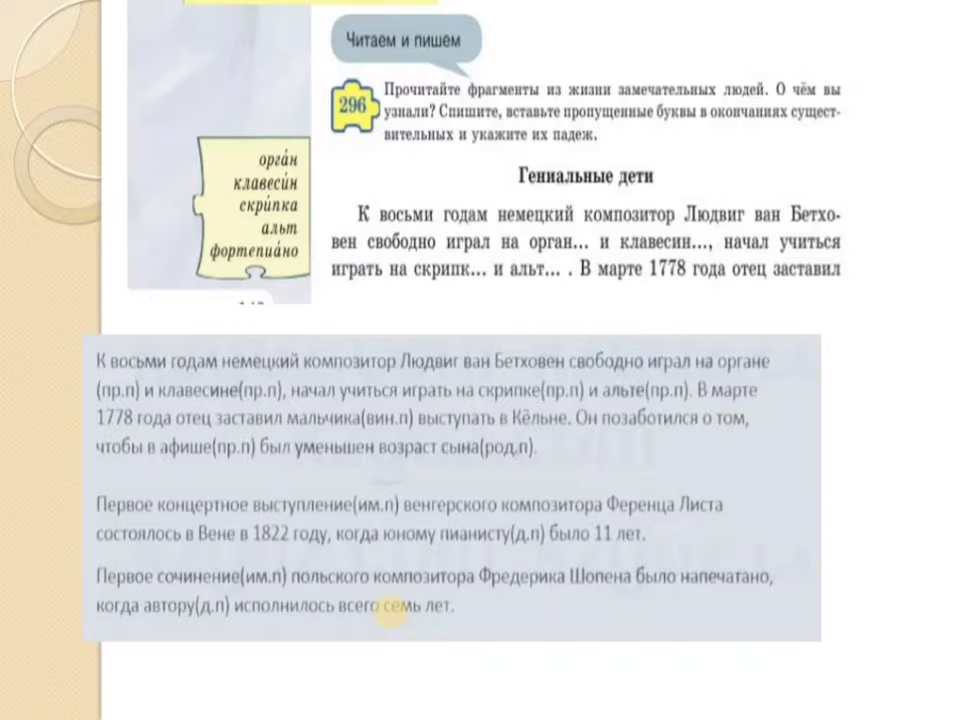 Читаем и пишем
296
Прочитайте фрагменты из жизни замечательных людей. О чём вы
узнали? Спишите, вставьте пропущенные буквы в окончаниях сущест-
вительных и укажите их падеж.
Гениальные дети
орга́н
клавеси́н
скри́пка
альт
фортепиа́но
К восьми годам немецкий композитор Людвиг ван Бетхо-
вен свободно играл на орган... и клавесин..., начал учиться
играть на скрипк... и альт... . В марте 1778 года отец заставил
К восьми годам немецкий композитор Людвиг ван Бетховен свободно играл на органе
(пр.п) и клавесине(пр.п), начал учиться играть на скрипке(пр.п) и альте(пр.п). В марте
1778 года отец заставил мальчика(вин.п) выступать в Кёльне. Он позаботился о том,
чтобы в афише(пр.п) был уменьшен возраст сына(род.п).
Первое концертное выступление(им.п) венгерского композитора Ференца Листа
состоялось в Вене в 1822 году, когда юному пианисту(д.п) было 11 лет.
Первое сочинение(им.п) польского композитора Фредерика Шопена было напечатано,
когда автору(д.п) исполнилось всего семь лет.